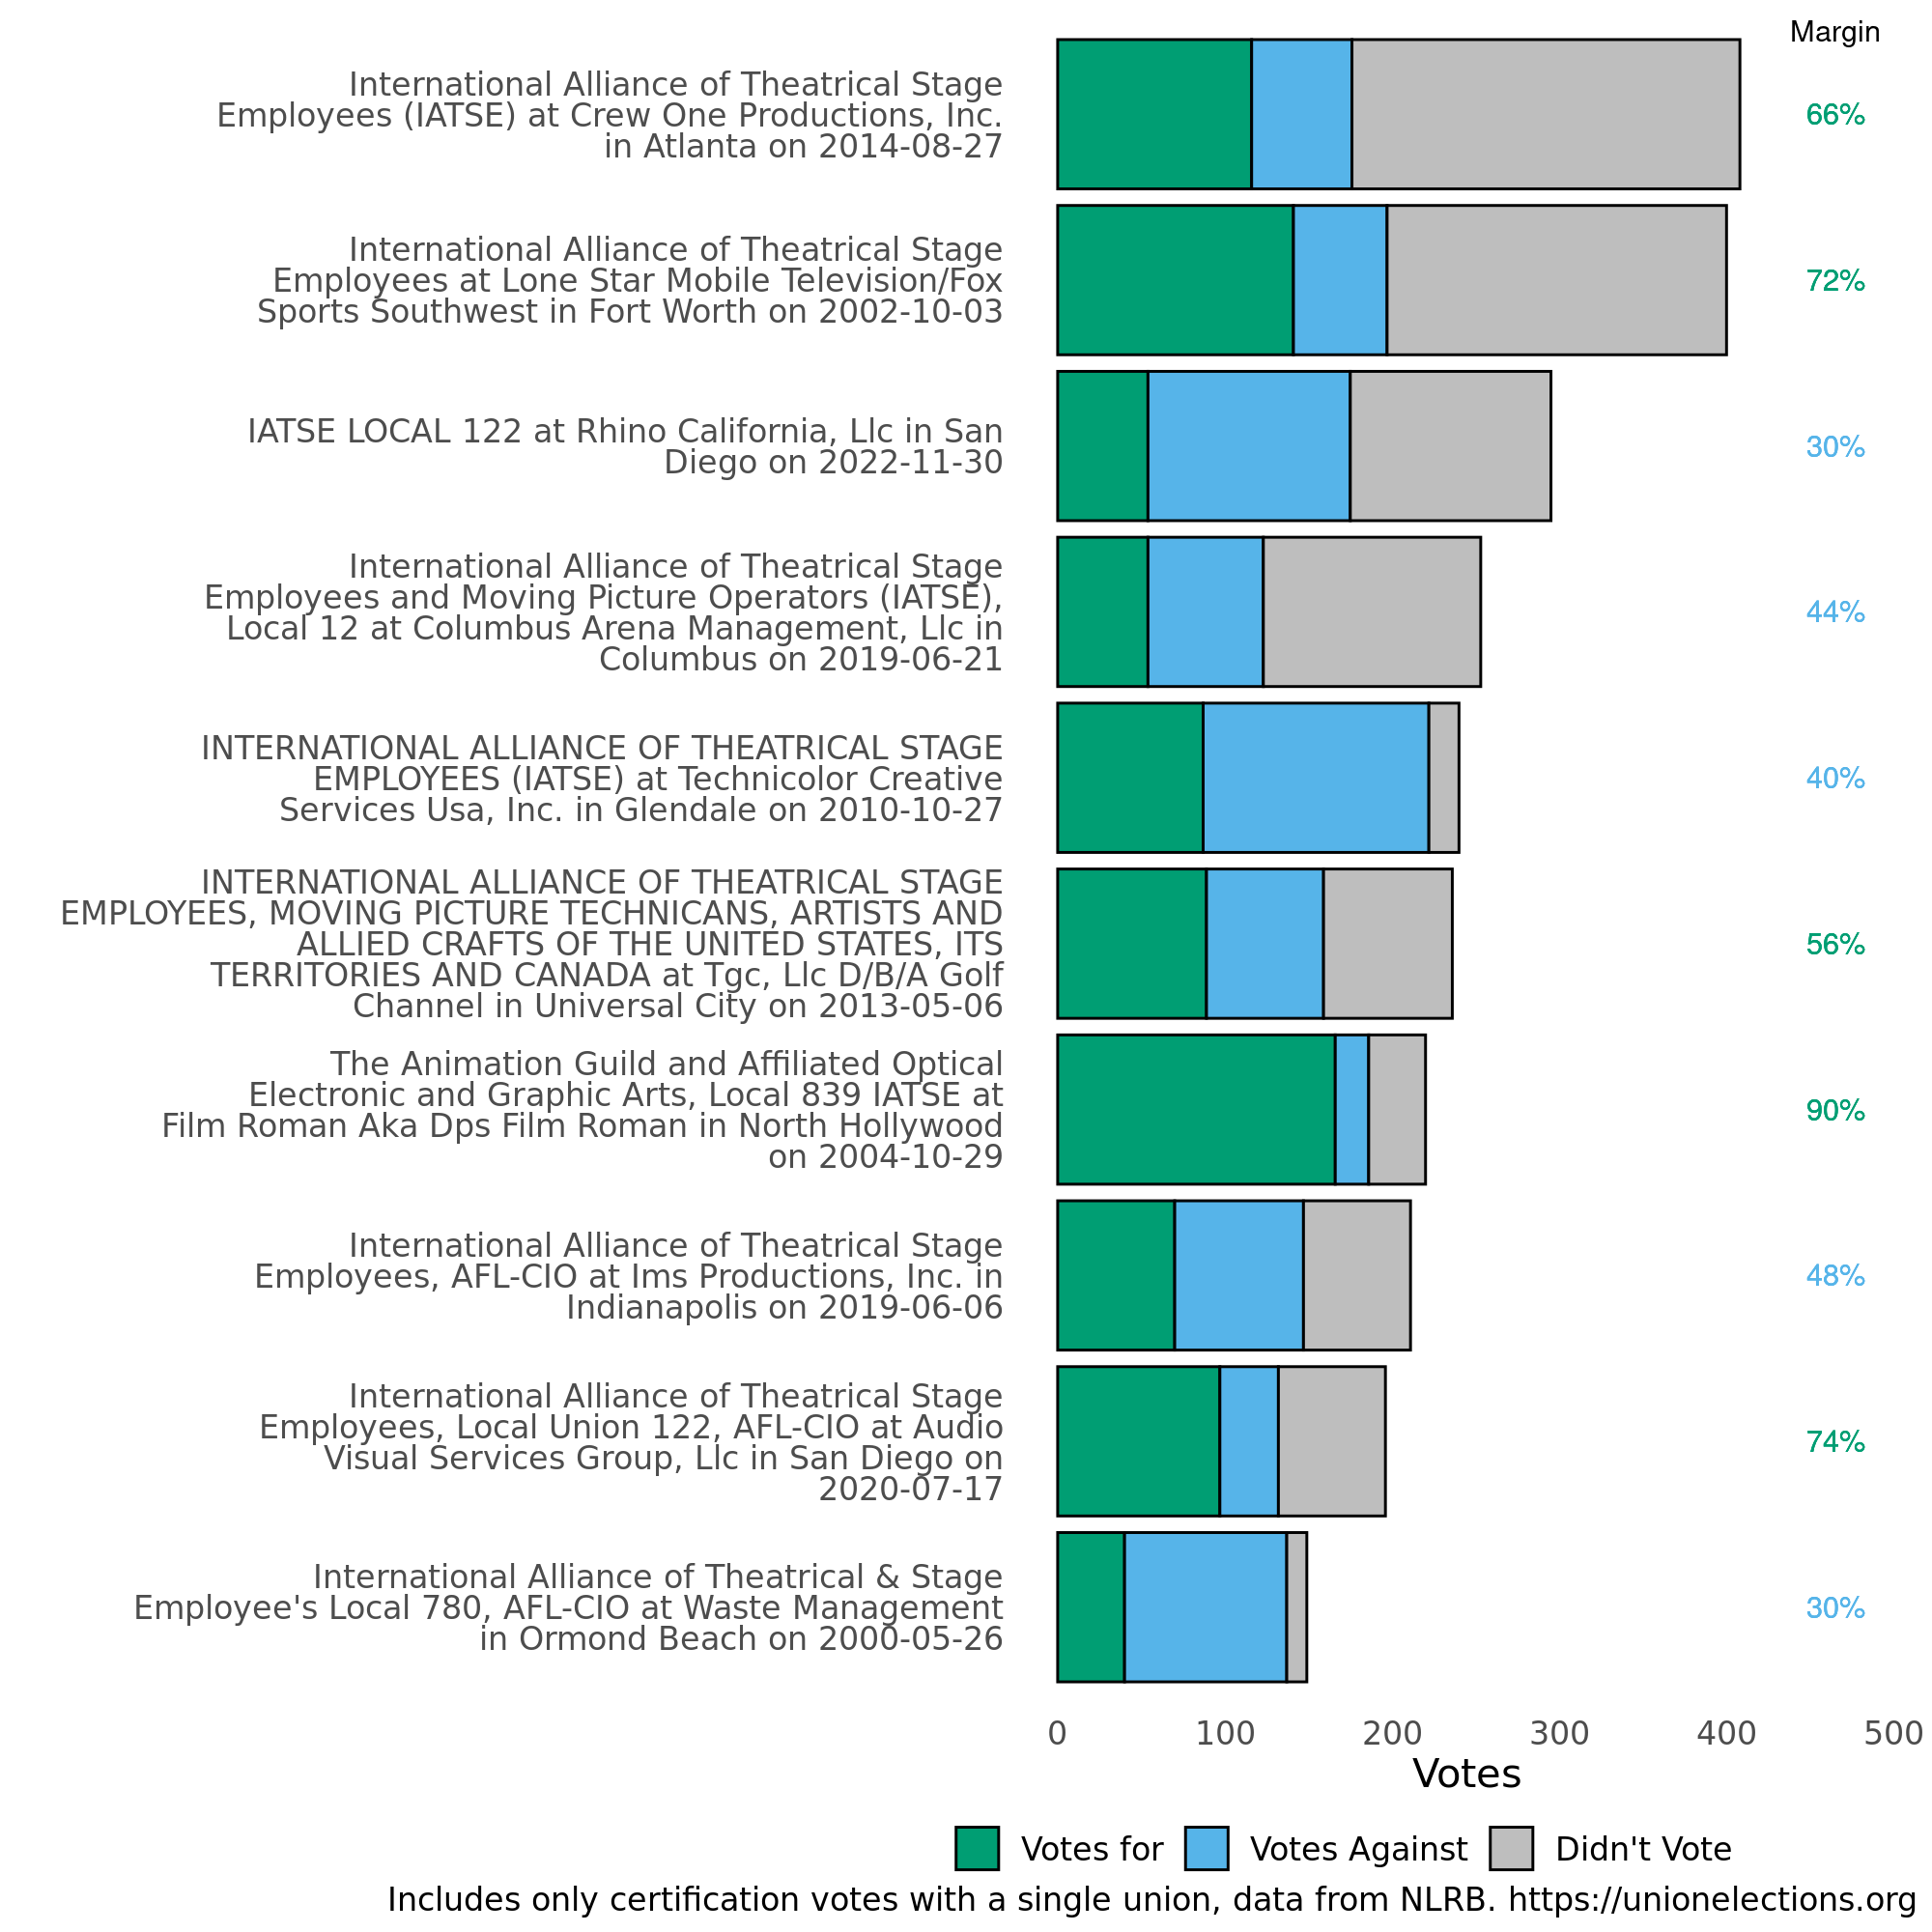 Margin
International Alliance of Theatrical Stage
Employees (IATSE) at Crew One Productions, Inc.
in Atlanta on 2014-08-27
66%
International Alliance of Theatrical Stage
Employees at Lone Star Mobile Television/Fox
Sports Southwest in Fort Worth on 2002-10-03
72%
IATSE LOCAL 122 at Rhino California, Llc in San
Diego on 2022-11-30
30%
International Alliance of Theatrical Stage
Employees and Moving Picture Operators (IATSE),
Local 12 at Columbus Arena Management, Llc in
Columbus on 2019-06-21
44%
INTERNATIONAL ALLIANCE OF THEATRICAL STAGE
EMPLOYEES (IATSE) at Technicolor Creative
Services Usa, Inc. in Glendale on 2010-10-27
40%
INTERNATIONAL ALLIANCE OF THEATRICAL STAGE
EMPLOYEES, MOVING PICTURE TECHNICANS, ARTISTS AND
ALLIED CRAFTS OF THE UNITED STATES, ITS
TERRITORIES AND CANADA at Tgc, Llc D/B/A Golf
Channel in Universal City on 2013-05-06
56%
The Animation Guild and Affiliated Optical
Electronic and Graphic Arts, Local 839 IATSE at
Film Roman Aka Dps Film Roman in North Hollywood
on 2004-10-29
90%
International Alliance of Theatrical Stage
Employees, AFL-CIO at Ims Productions, Inc. in
Indianapolis on 2019-06-06
48%
International Alliance of Theatrical Stage
Employees, Local Union 122, AFL-CIO at Audio
Visual Services Group, Llc in San Diego on
2020-07-17
74%
International Alliance of Theatrical & Stage
Employee's Local 780, AFL-CIO at Waste Management
in Ormond Beach on 2000-05-26
30%
0 100 200 300 400 500
Votes
Votes for Votes Against Didn't Vote
Includes only certification votes with a single union, data from NLRB. https://unionelections.org